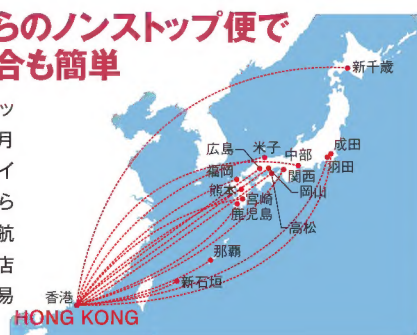 らのノンストップ便で
合も簡単
ッ
月
イ
ら
航
店
易
新千歳
成田
羽田
広島
米子
中部
福岡
関西
岡山
熊本
宮崎
鹿児島
高松
那覇
新石垣
香港
HONG KONG